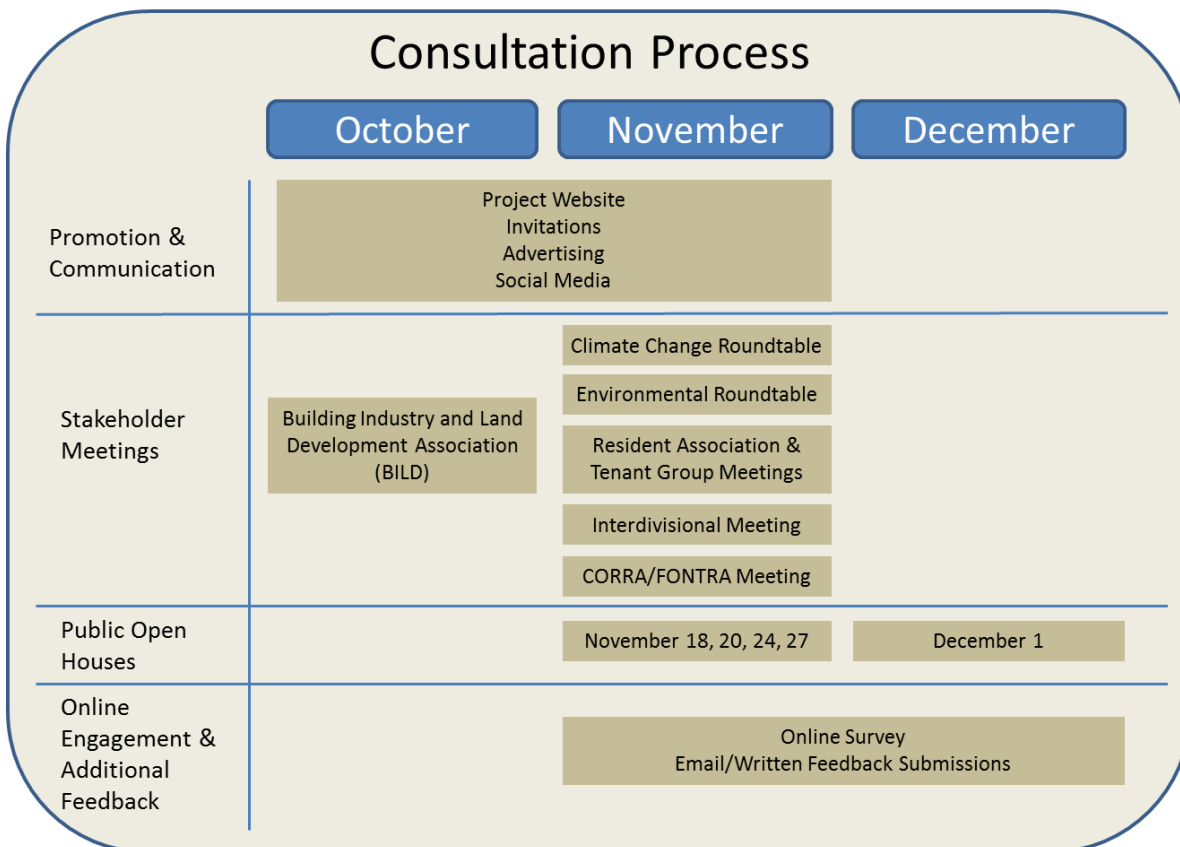 Consultation Process
October
November
December
Promotion &
Communication
Project Website
Invitations
Advertising
Social Media
Stakeholder
Meetings
Building Industry and Land
Development Association
(BILD)
Climate Change Roundtable
Environmental Roundtable
Resident Association &
Tenant Group Meetings
Interdivisional Meeting
CORRA/FONTRA Meeting
Public Open
Houses
November 18, 20, 24, 27
December 1
Online
Engagement &
Additional
Feedback
Online Survey
Email/Written Feedback Submissions